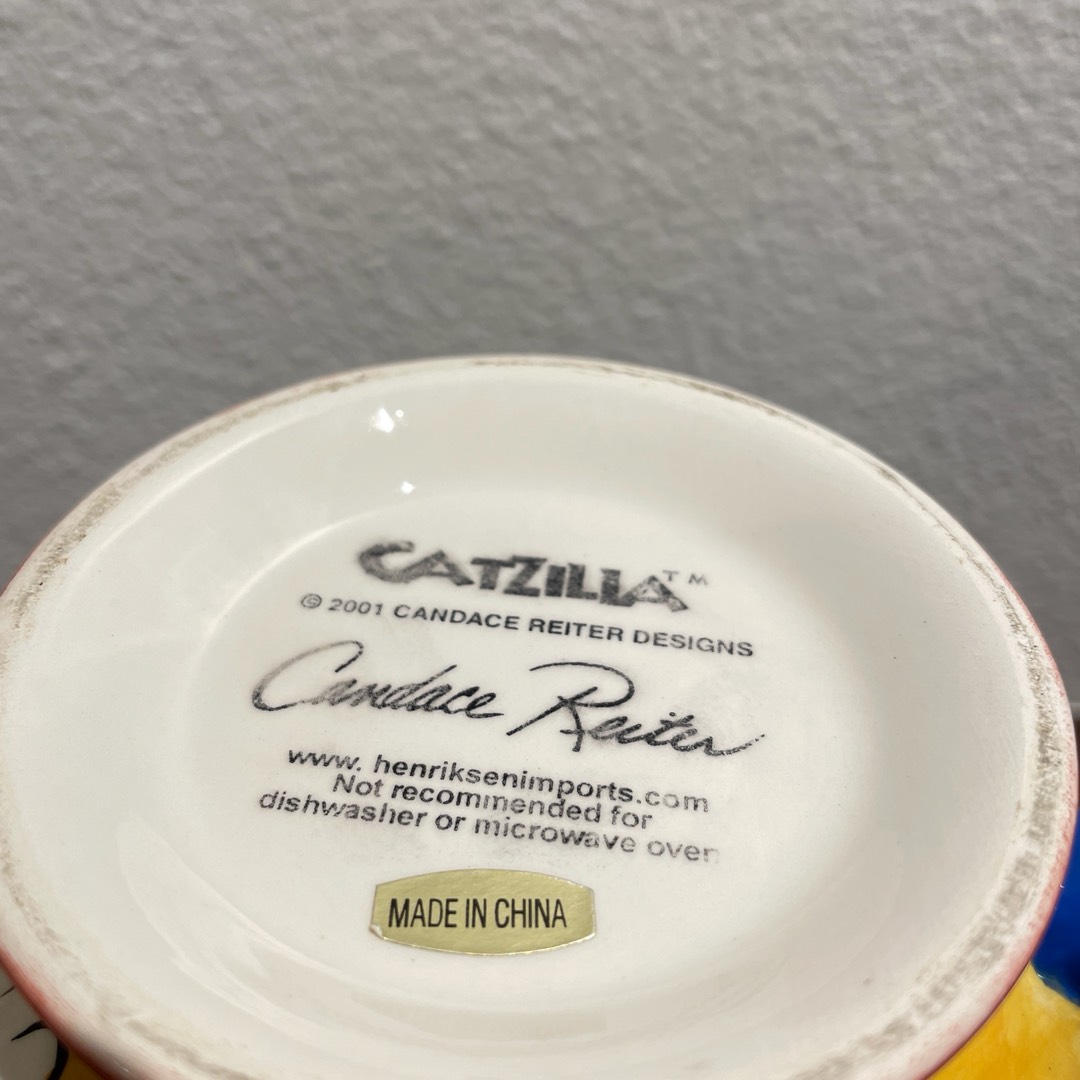 CATZILLA™
© 2001 CANDACE REITER DESIGNS
Candace Reiter
www. henriksenimports.com
Not recommended for
dishwasher or microwave oven
MADE IN CHINA